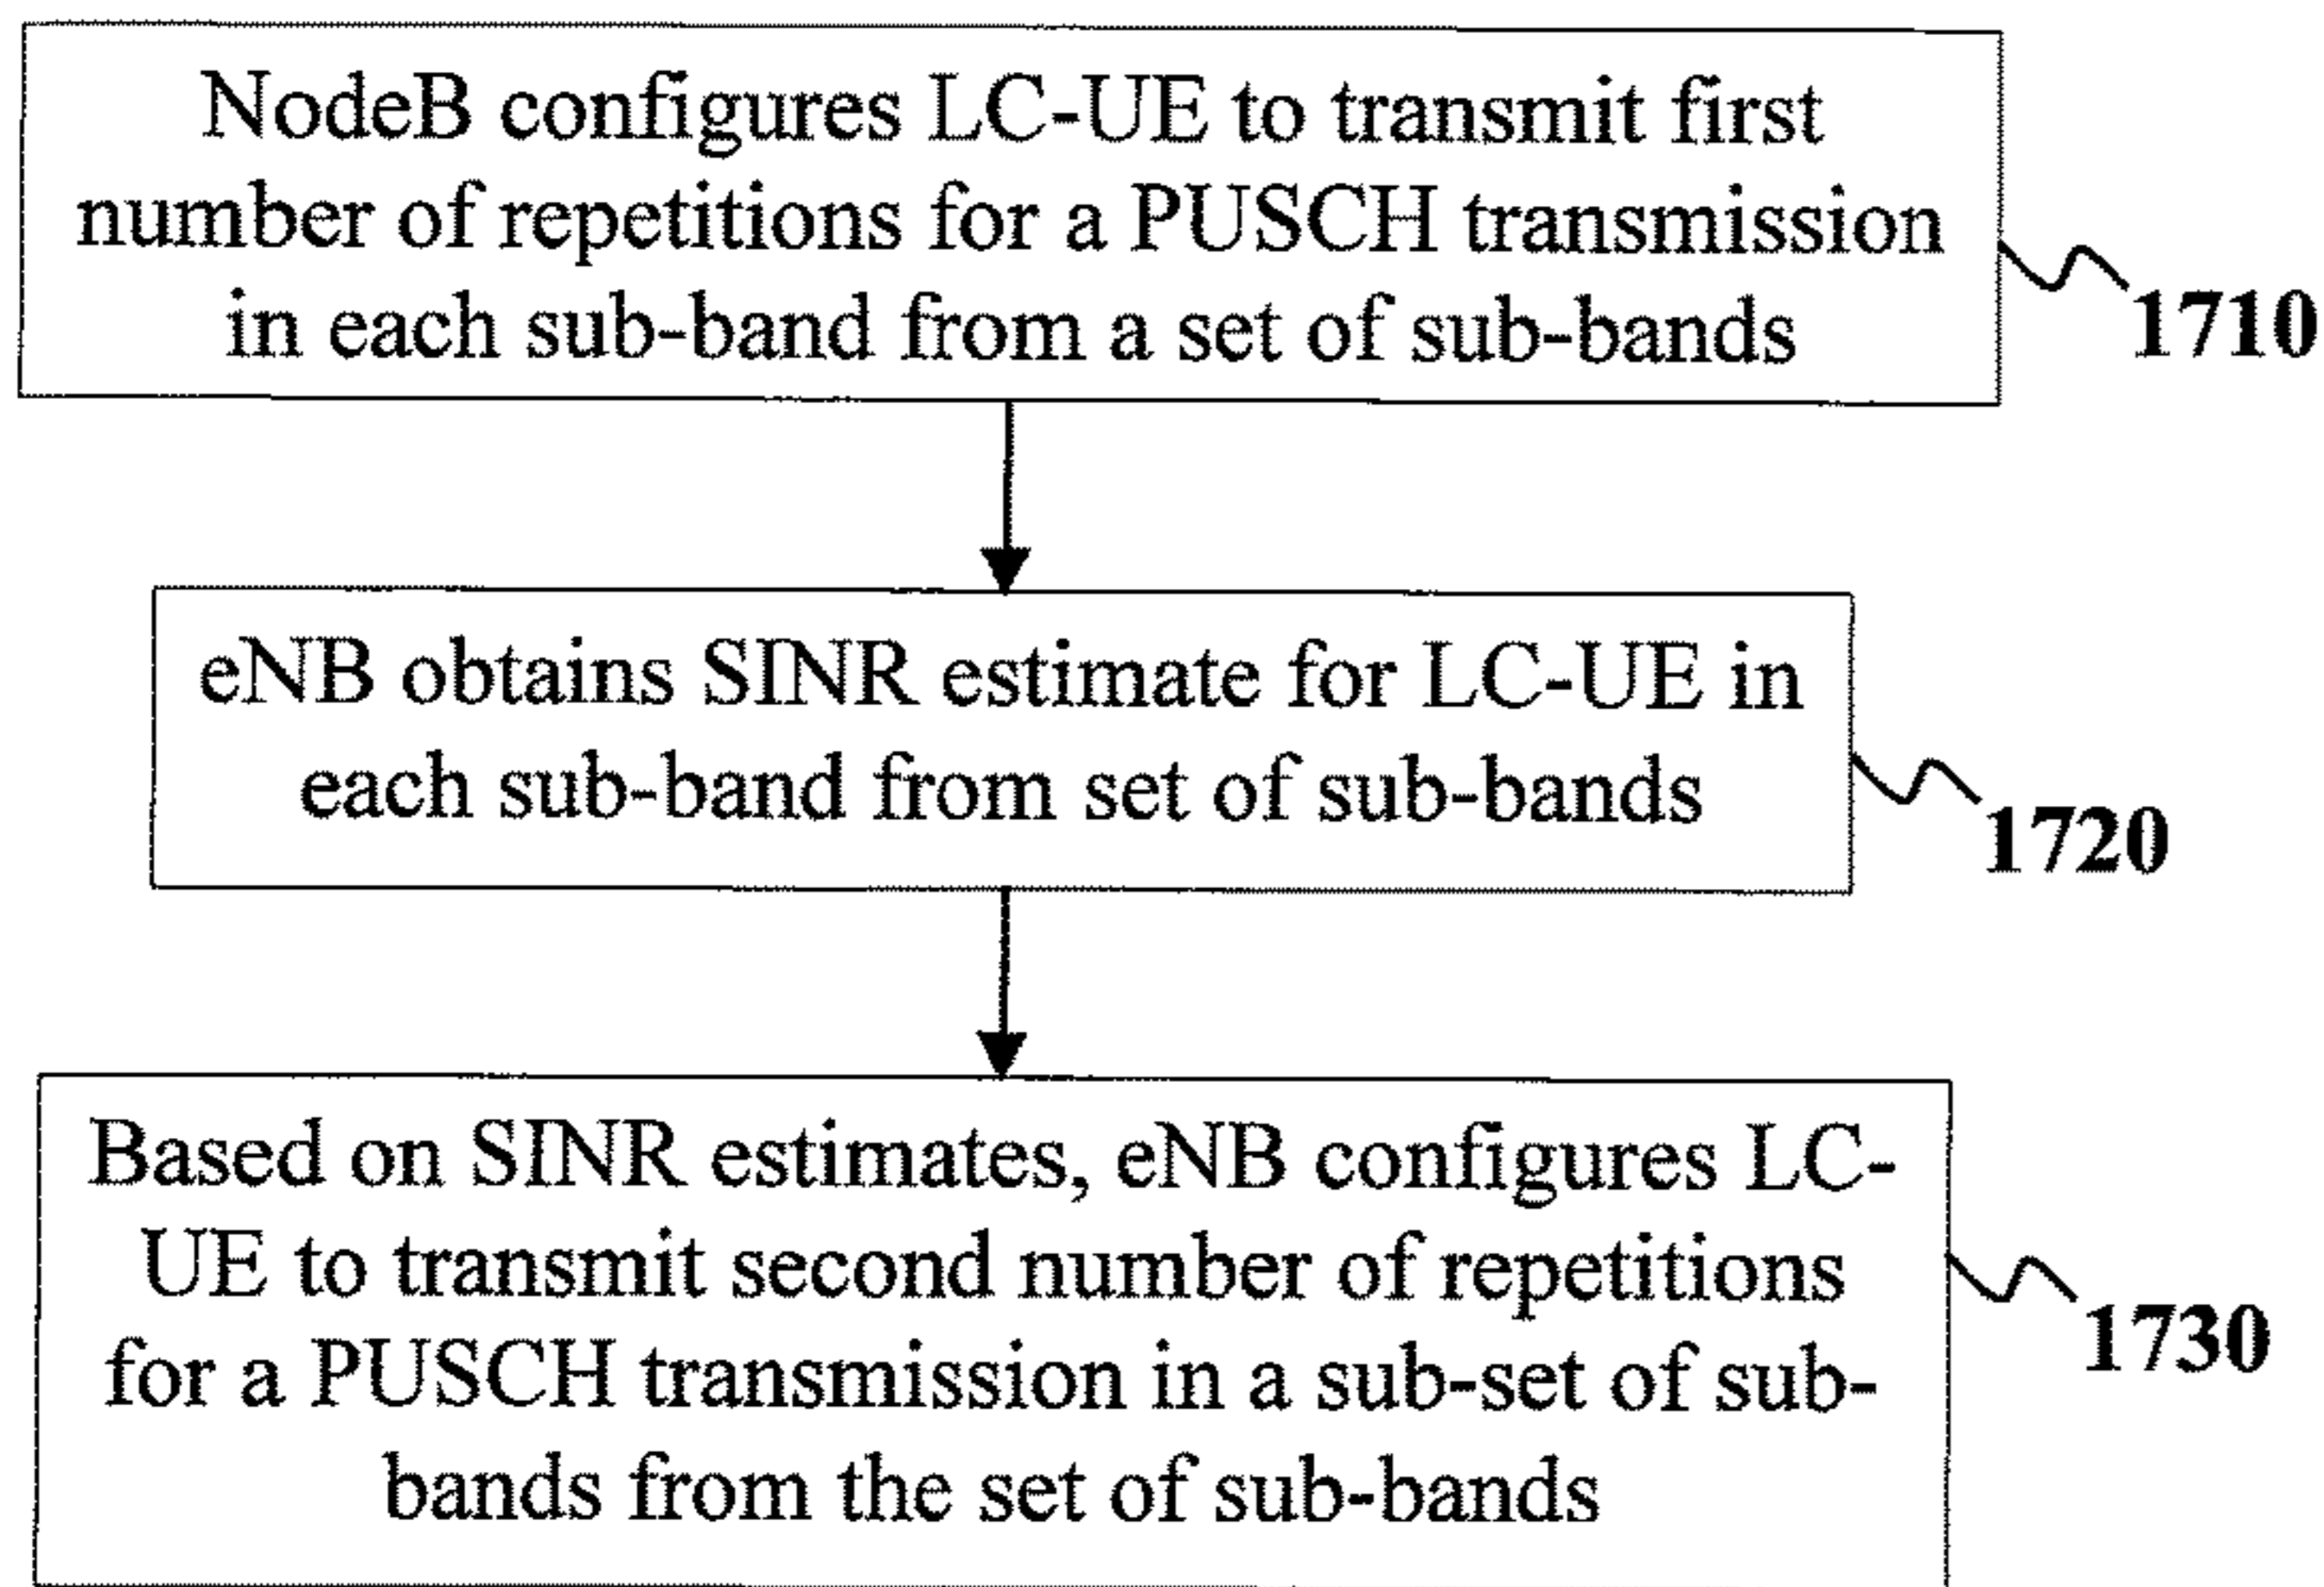 NodeB configures LC-UE to transmit first
number of repetitions for a PUSCH transmission
in each sub-band from a set of sub-bands
1710
eNB obtains SINR estimate for LC-UE in
each sub-band from set of sub-bands
1720
Based on SINR estimates, eNB configures LC-
UE to transmit second number of repetitions
for a PUSCH transmission in a sub-set of sub-
bands from the set of sub-bands
1730